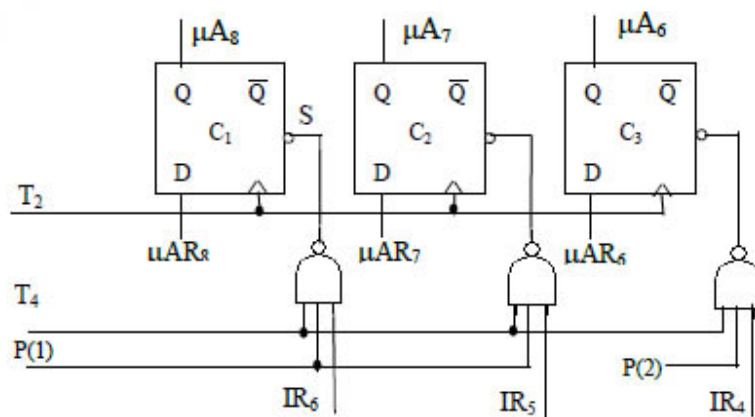 μA₈ μA₇ μA₆
Q Q̅ S Q Q̅ Q Q̅
C₁ C₂ C₃
D D D
T₂
μAR₈ μAR₇ μAR₆
T₄
P(1) P(2)
IR₆ IR₅ IR₄